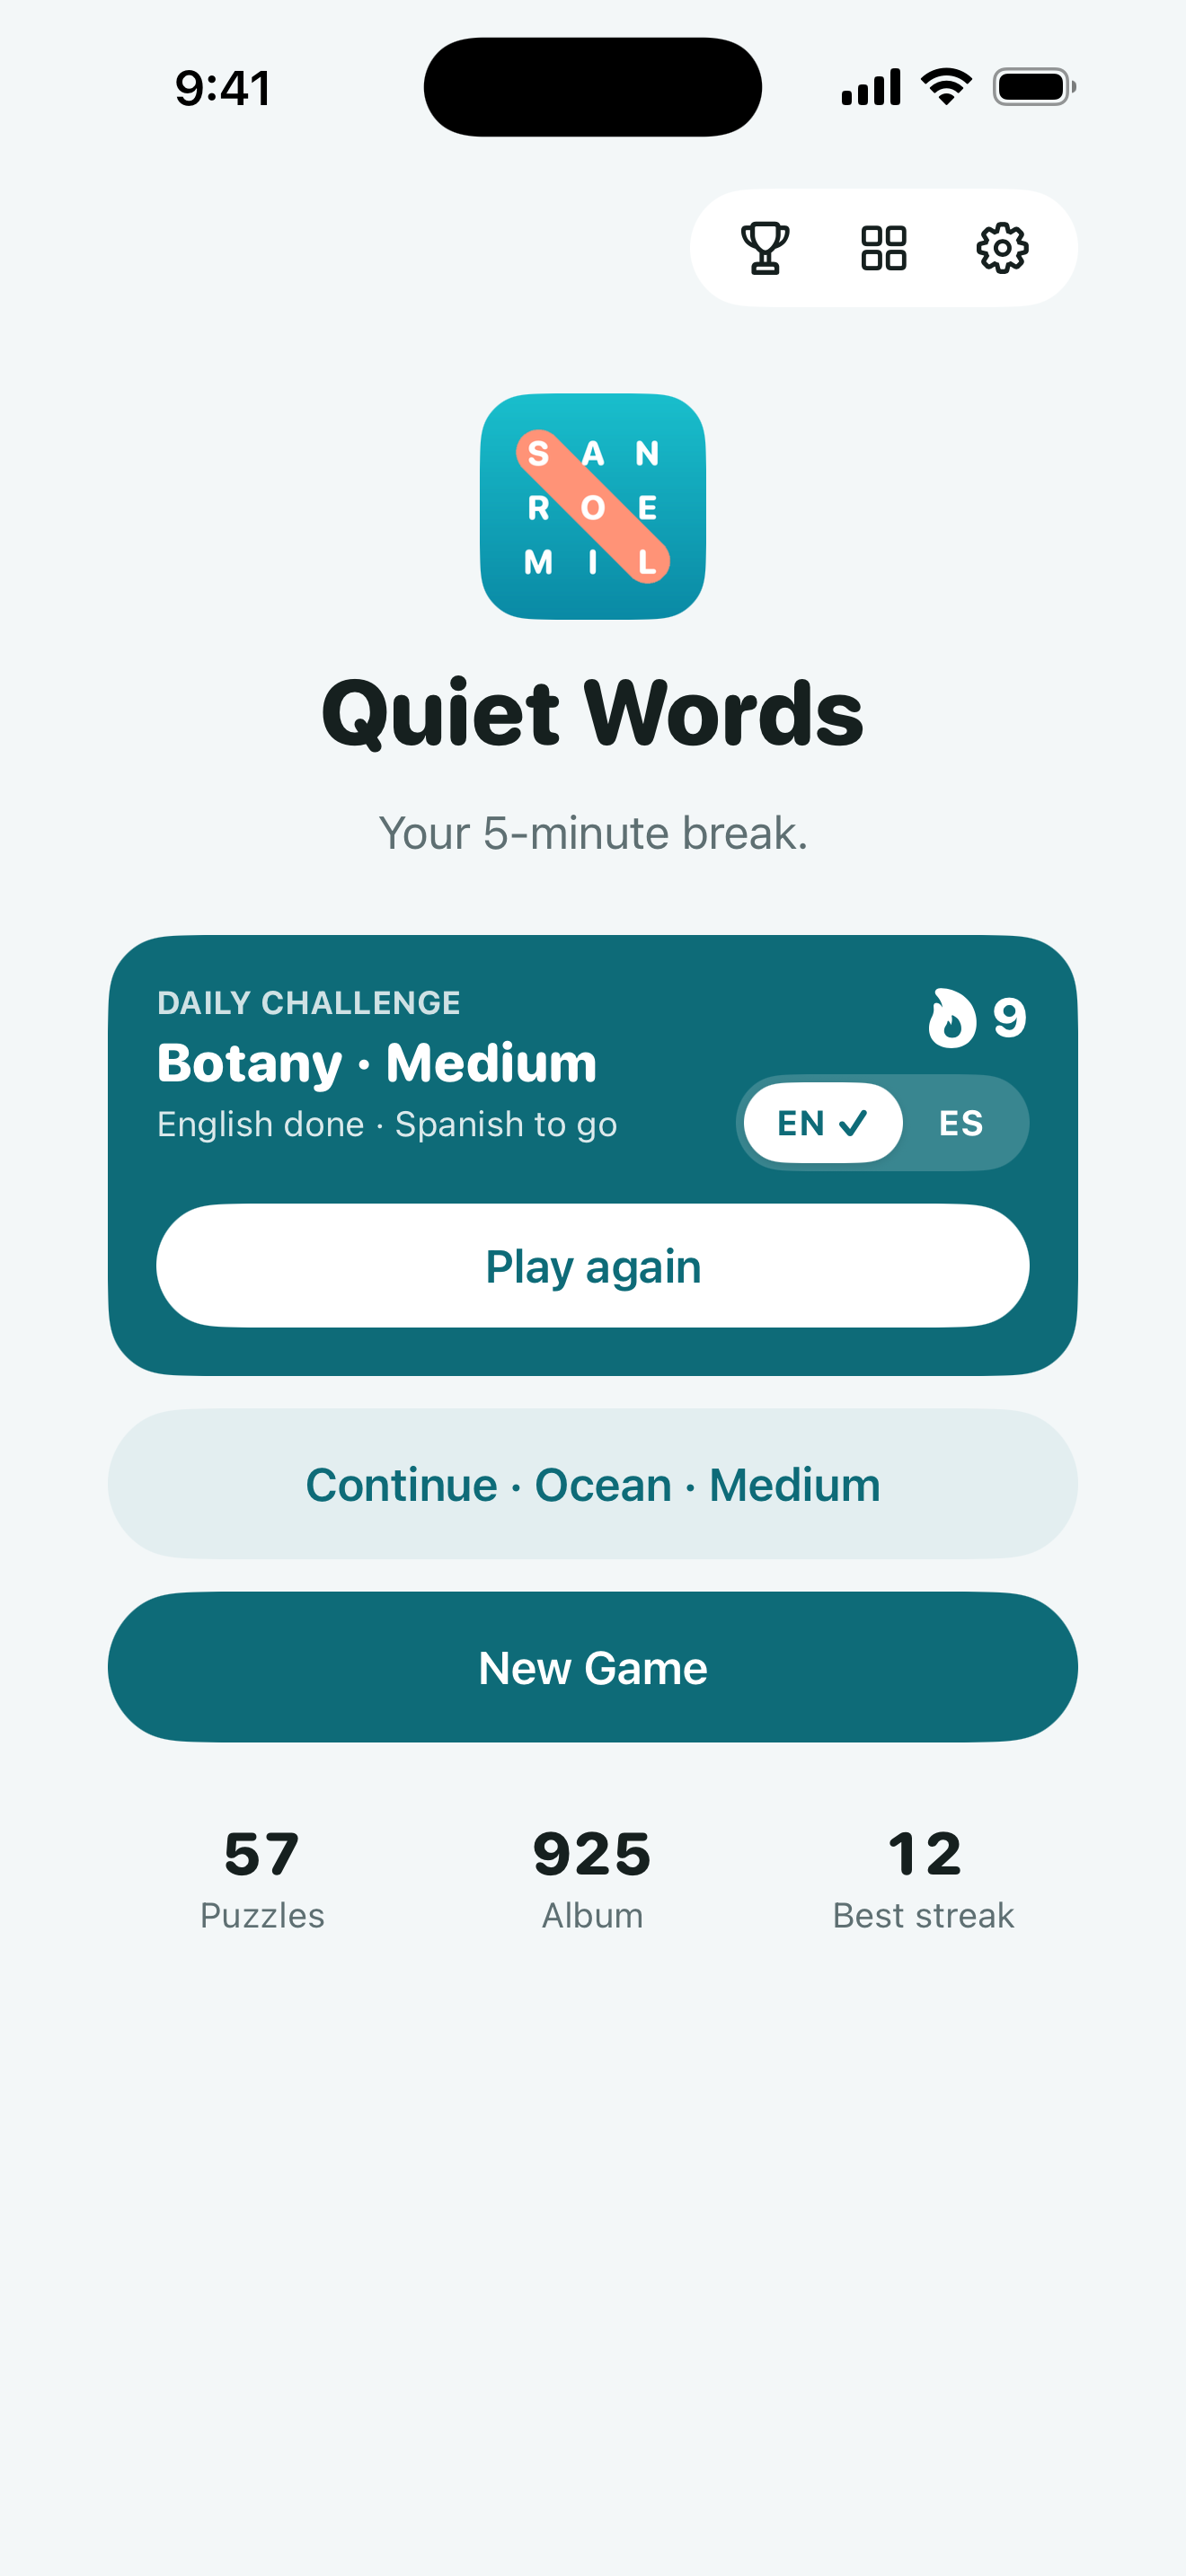 9:41
S A N
R O E
M I L
Quiet Words
Your 5-minute break.
DAILY CHALLENGE
9
Botany · Medium
English done · Spanish to go
EN ✓ ES
Play again
Continue · Ocean · Medium
New Game
57 925 12
Puzzles Album Best streak